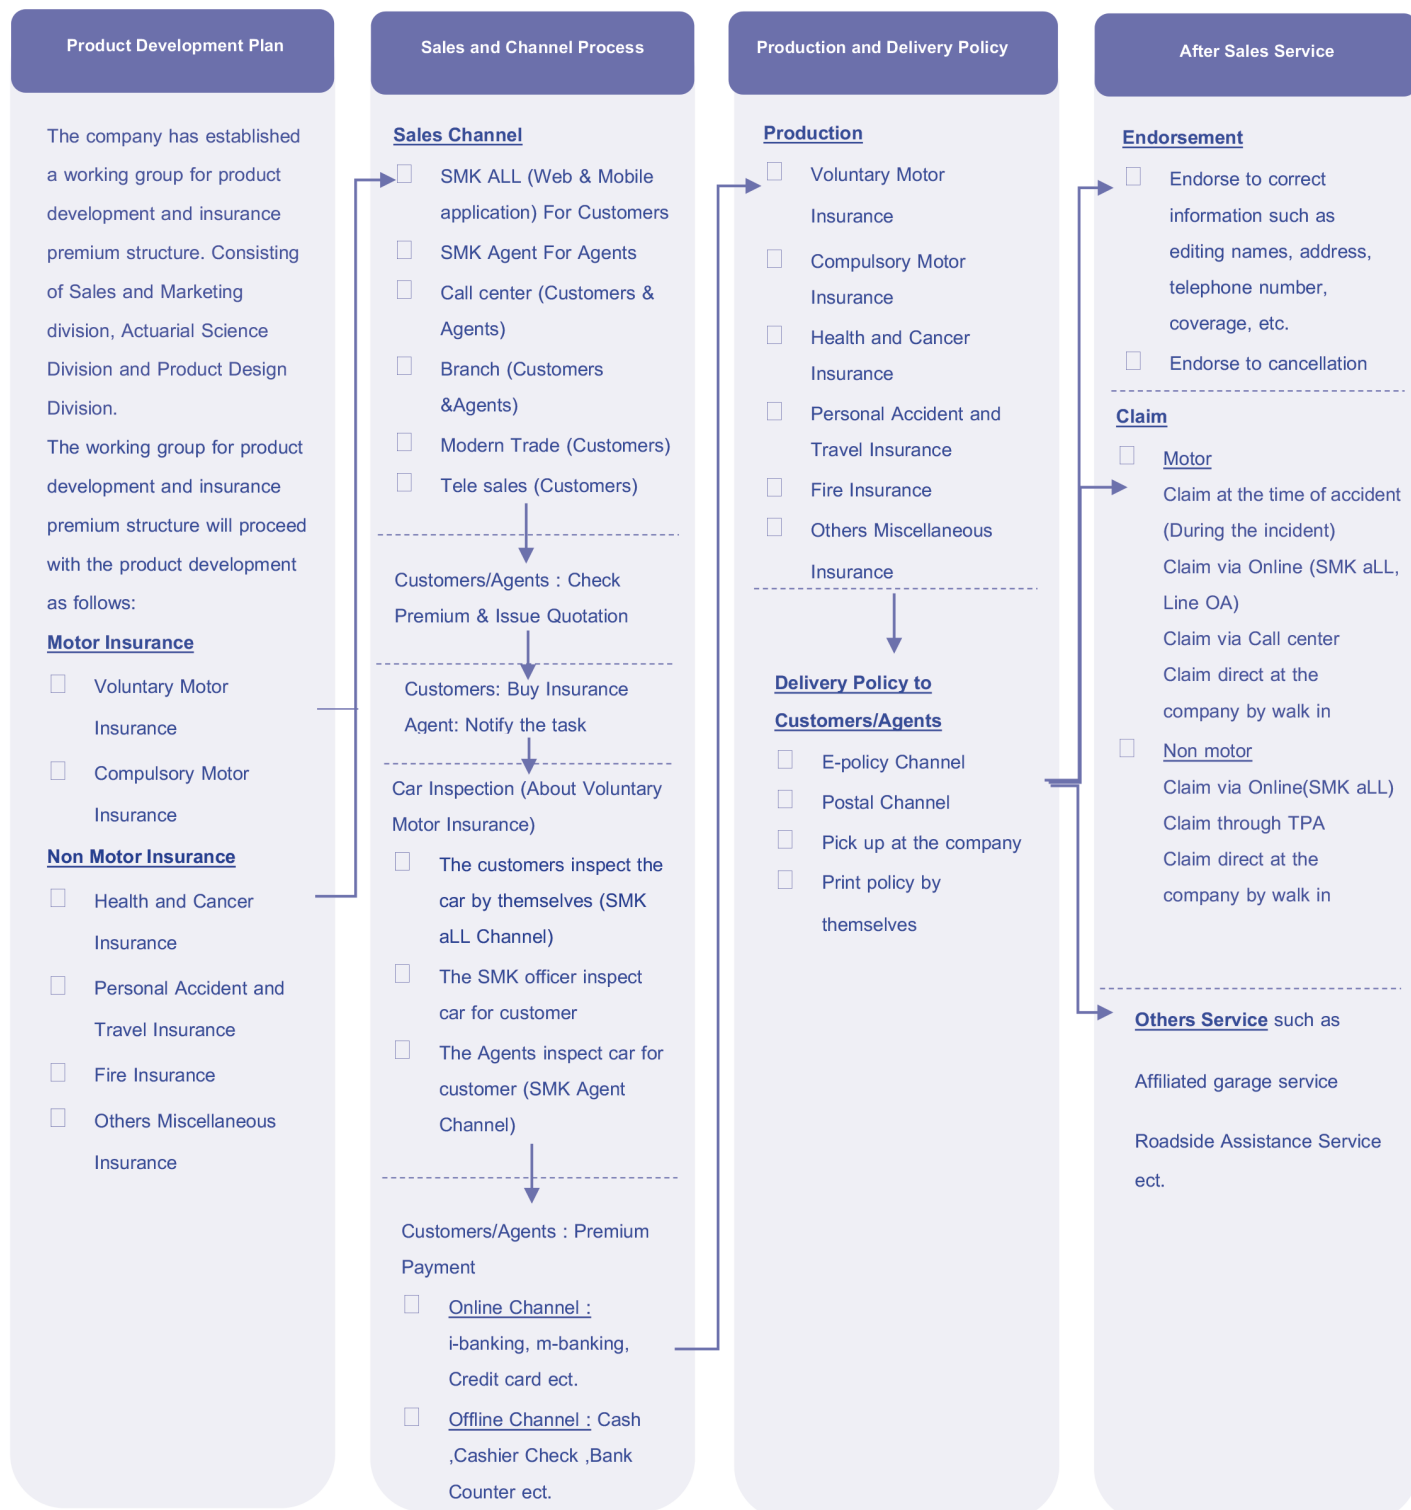 Product Development Plan
The company has established
a working group for product
development and insurance
premium structure. Consisting
of Sales and Marketing
division, Actuarial Science
Division and Product Design
Division.
The working group for product
development and insurance
premium structure will proceed
with the product development
as follows:
Motor Insurance
Voluntary Motor
Insurance
Compulsory Motor
Insurance
Non Motor Insurance
Health and Cancer
Insurance
Personal Accident and
Travel Insurance
Fire Insurance
Others Miscellaneous
Insurance
Sales and Channel Process
Sales Channel
SMK ALL (Web & Mobile
application) For Customers
SMK Agent For Agents
Call center (Customers &
Agents)
Branch (Customers
&Agents)
Modern Trade (Customers)
Tele sales (Customers)
Customers/Agents : Check
Premium & Issue Quotation
Customers: Buy Insurance
Agent: Notify the task
Car Inspection (About Voluntary
Motor Insurance)
The customers inspect the
car by themselves (SMK
aLL Channel)
The SMK officer inspect
car for customer
The Agents inspect car for
customer (SMK Agent
Channel)
Customers/Agents : Premium
Payment
Online Channel :
i-banking, m-banking,
Credit card ect.
Offline Channel : Cash
,Cashier Check ,Bank
Counter ect.
Production and Delivery Policy
Production
Voluntary Motor
Insurance
Compulsory Motor
Insurance
Health and Cancer
Insurance
Personal Accident and
Travel Insurance
Fire Insurance
Others Miscellaneous
Insurance
Delivery Policy to
Customers/Agents
E-policy Channel
Postal Channel
Pick up at the company
Print policy by
themselves
After Sales Service
Endorsement
Endorse to correct
information such as
editing names, address,
telephone number,
coverage, etc.
Endorse to cancellation
Claim
Motor
Claim at the time of accident
(During the incident)
Claim via Online (SMK aLL,
Line OA)
Claim via Call center
Claim direct at the
company by walk in
Non motor
Claim via Online(SMK aLL)
Claim through TPA
Claim direct at the
company by walk in
Others Service such as
Affiliated garage service
Roadside Assistance Service
ect.